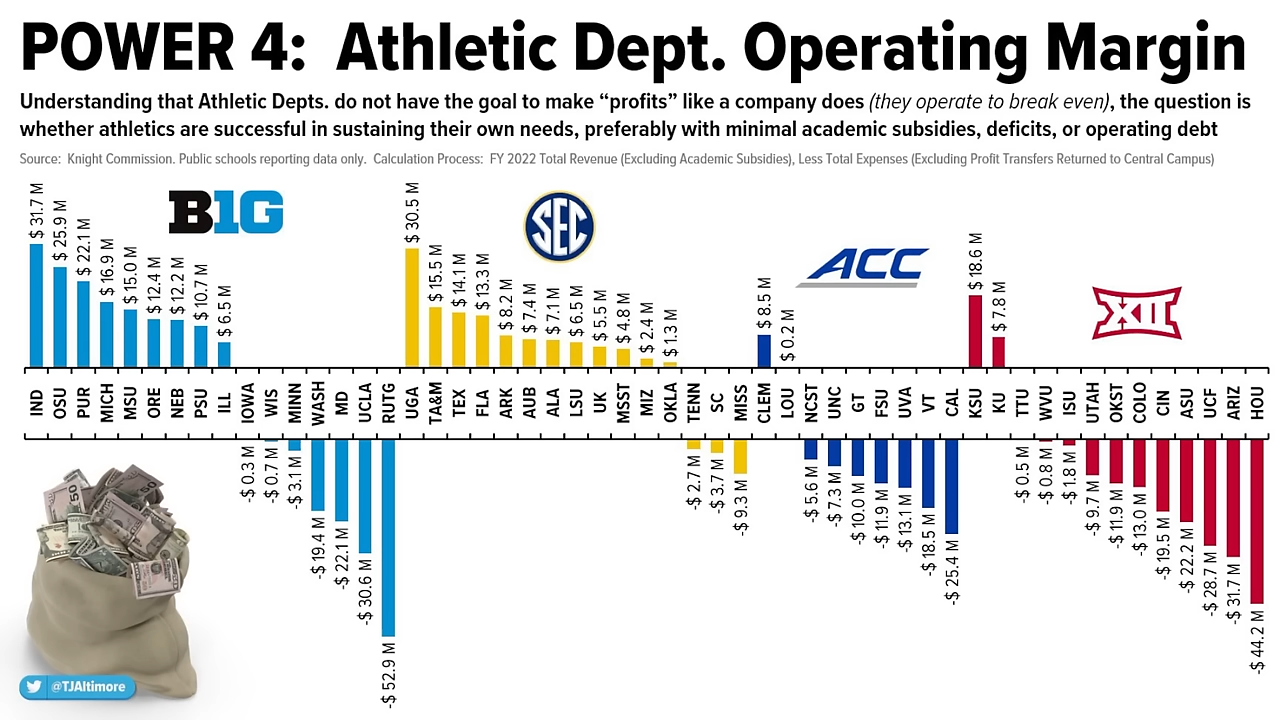 POWER 4: Athletic Dept. Operating Margin
Understanding that Athletic Depts. do not have the goal to make “profits” like a company does (they operate to break even), the question is
whether athletics are successful in sustaining their own needs, preferably with minimal academic subsidies, deficits, or operating debt
Source: Knight Commission. Public schools reporting data only. Calculation Process: FY 2022 Total Revenue (Excluding Academic Subsidies), Less Total Expenses (Excluding Profit Transfers Returned to Central Campus)
B1G
SEC
ACC
XII
$ 31.7 M
$ 25.9 M
$ 22.1 M
$ 16.9 M
$ 15.0 M
$ 12.4 M
$ 12.2 M
$ 10.7 M
$ 6.5 M
$ 30.5 M
$ 15.5 M
$ 14.1 M
$ 13.3 M
$ 8.2 M
$ 7.4 M
$ 7.1 M
$ 6.5 M
$ 5.5 M
$ 4.8 M
$ 2.4 M
$ 1.3 M
$ 8.5 M
$ 0.2 M
$ 18.6 M
$ 7.8 M
IND
OSU
PUR
MICH
MSU
ORE
NEB
PSU
ILL
IOWA
WIS
MINN
WASH
MD
UCLA
RUTG
UGA
TA&M
TEX
FLA
ARK
AUB
ALA
LSU
UK
MSST
MIZ
OKLA
TENN
SC
MISS
CLEM
LOU
NCST
UNC
GT
FSU
UVA
VT
CAL
KSU
KU
TTU
WVU
ISU
UTAH
OKST
COLO
CIN
ASU
UCF
ARIZ
HOU
-$ 0.3 M
-$ 0.7 M
-$ 3.1 M
-$ 19.4 M
-$ 22.1 M
-$ 30.6 M
-$ 52.9 M
-$ 2.7 M
-$ 3.7 M
-$ 9.3 M
-$ 5.6 M
-$ 7.3 M
-$ 10.0 M
-$ 11.9 M
-$ 13.1 M
-$ 18.5 M
-$ 25.4 M
-$ 0.5 M
-$ 0.8 M
-$ 1.8 M
-$ 9.7 M
-$ 11.9 M
-$ 13.0 M
-$ 19.5 M
-$ 22.2 M
-$ 28.7 M
-$ 31.7 M
-$ 44.2 M
50
@TJAltimore